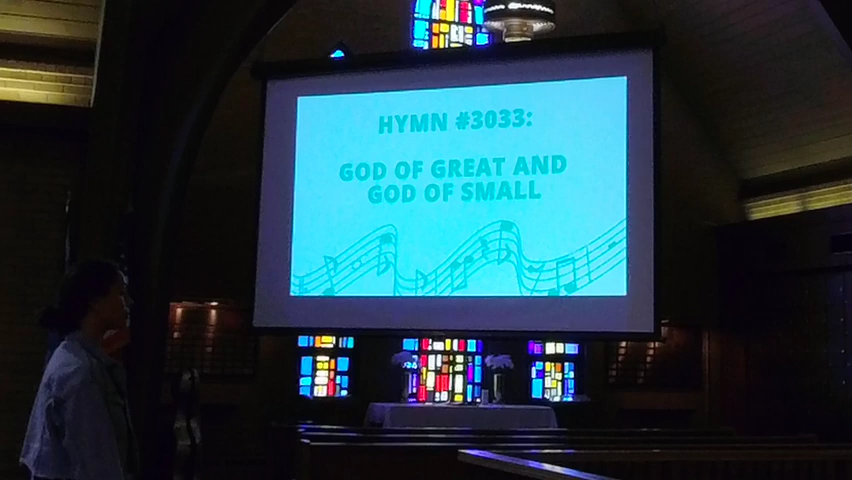 HYMN #3033:
GOD OF GREAT AND
GOD OF SMALL